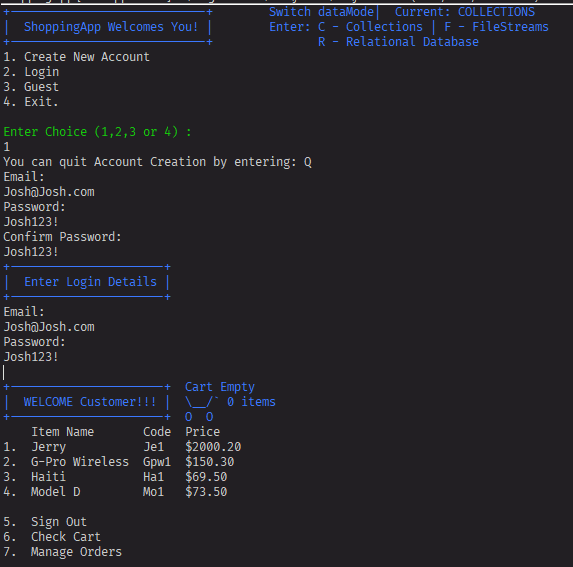 Switch dataMode│ Current: COLLECTIONS
│ ShoppingApp Welcomes You! │ Enter: C - Collections │ F - FileStreams
R - Relational Database
1. Create New Account
2. Login
3. Guest
4. Exit.
Enter Choice (1,2,3 or 4) :
1
You can quit Account Creation by entering: Q
Email:
Josh@Josh.com
Password:
Josh123!
Confirm Password:
Josh123!
│ Enter Login Details │
Email:
Josh@Josh.com
Password:
Josh123!
Cart Empty
│ WELCOME Customer!!! │ \__/` 0 items
O O
Item Name Code Price
1. Jerry Je1 $2000.20
2. G-Pro Wireless Gpw1 $150.30
3. Haiti Ha1 $69.50
4. Model D Mo1 $73.50
5. Sign Out
6. Check Cart
7. Manage Orders